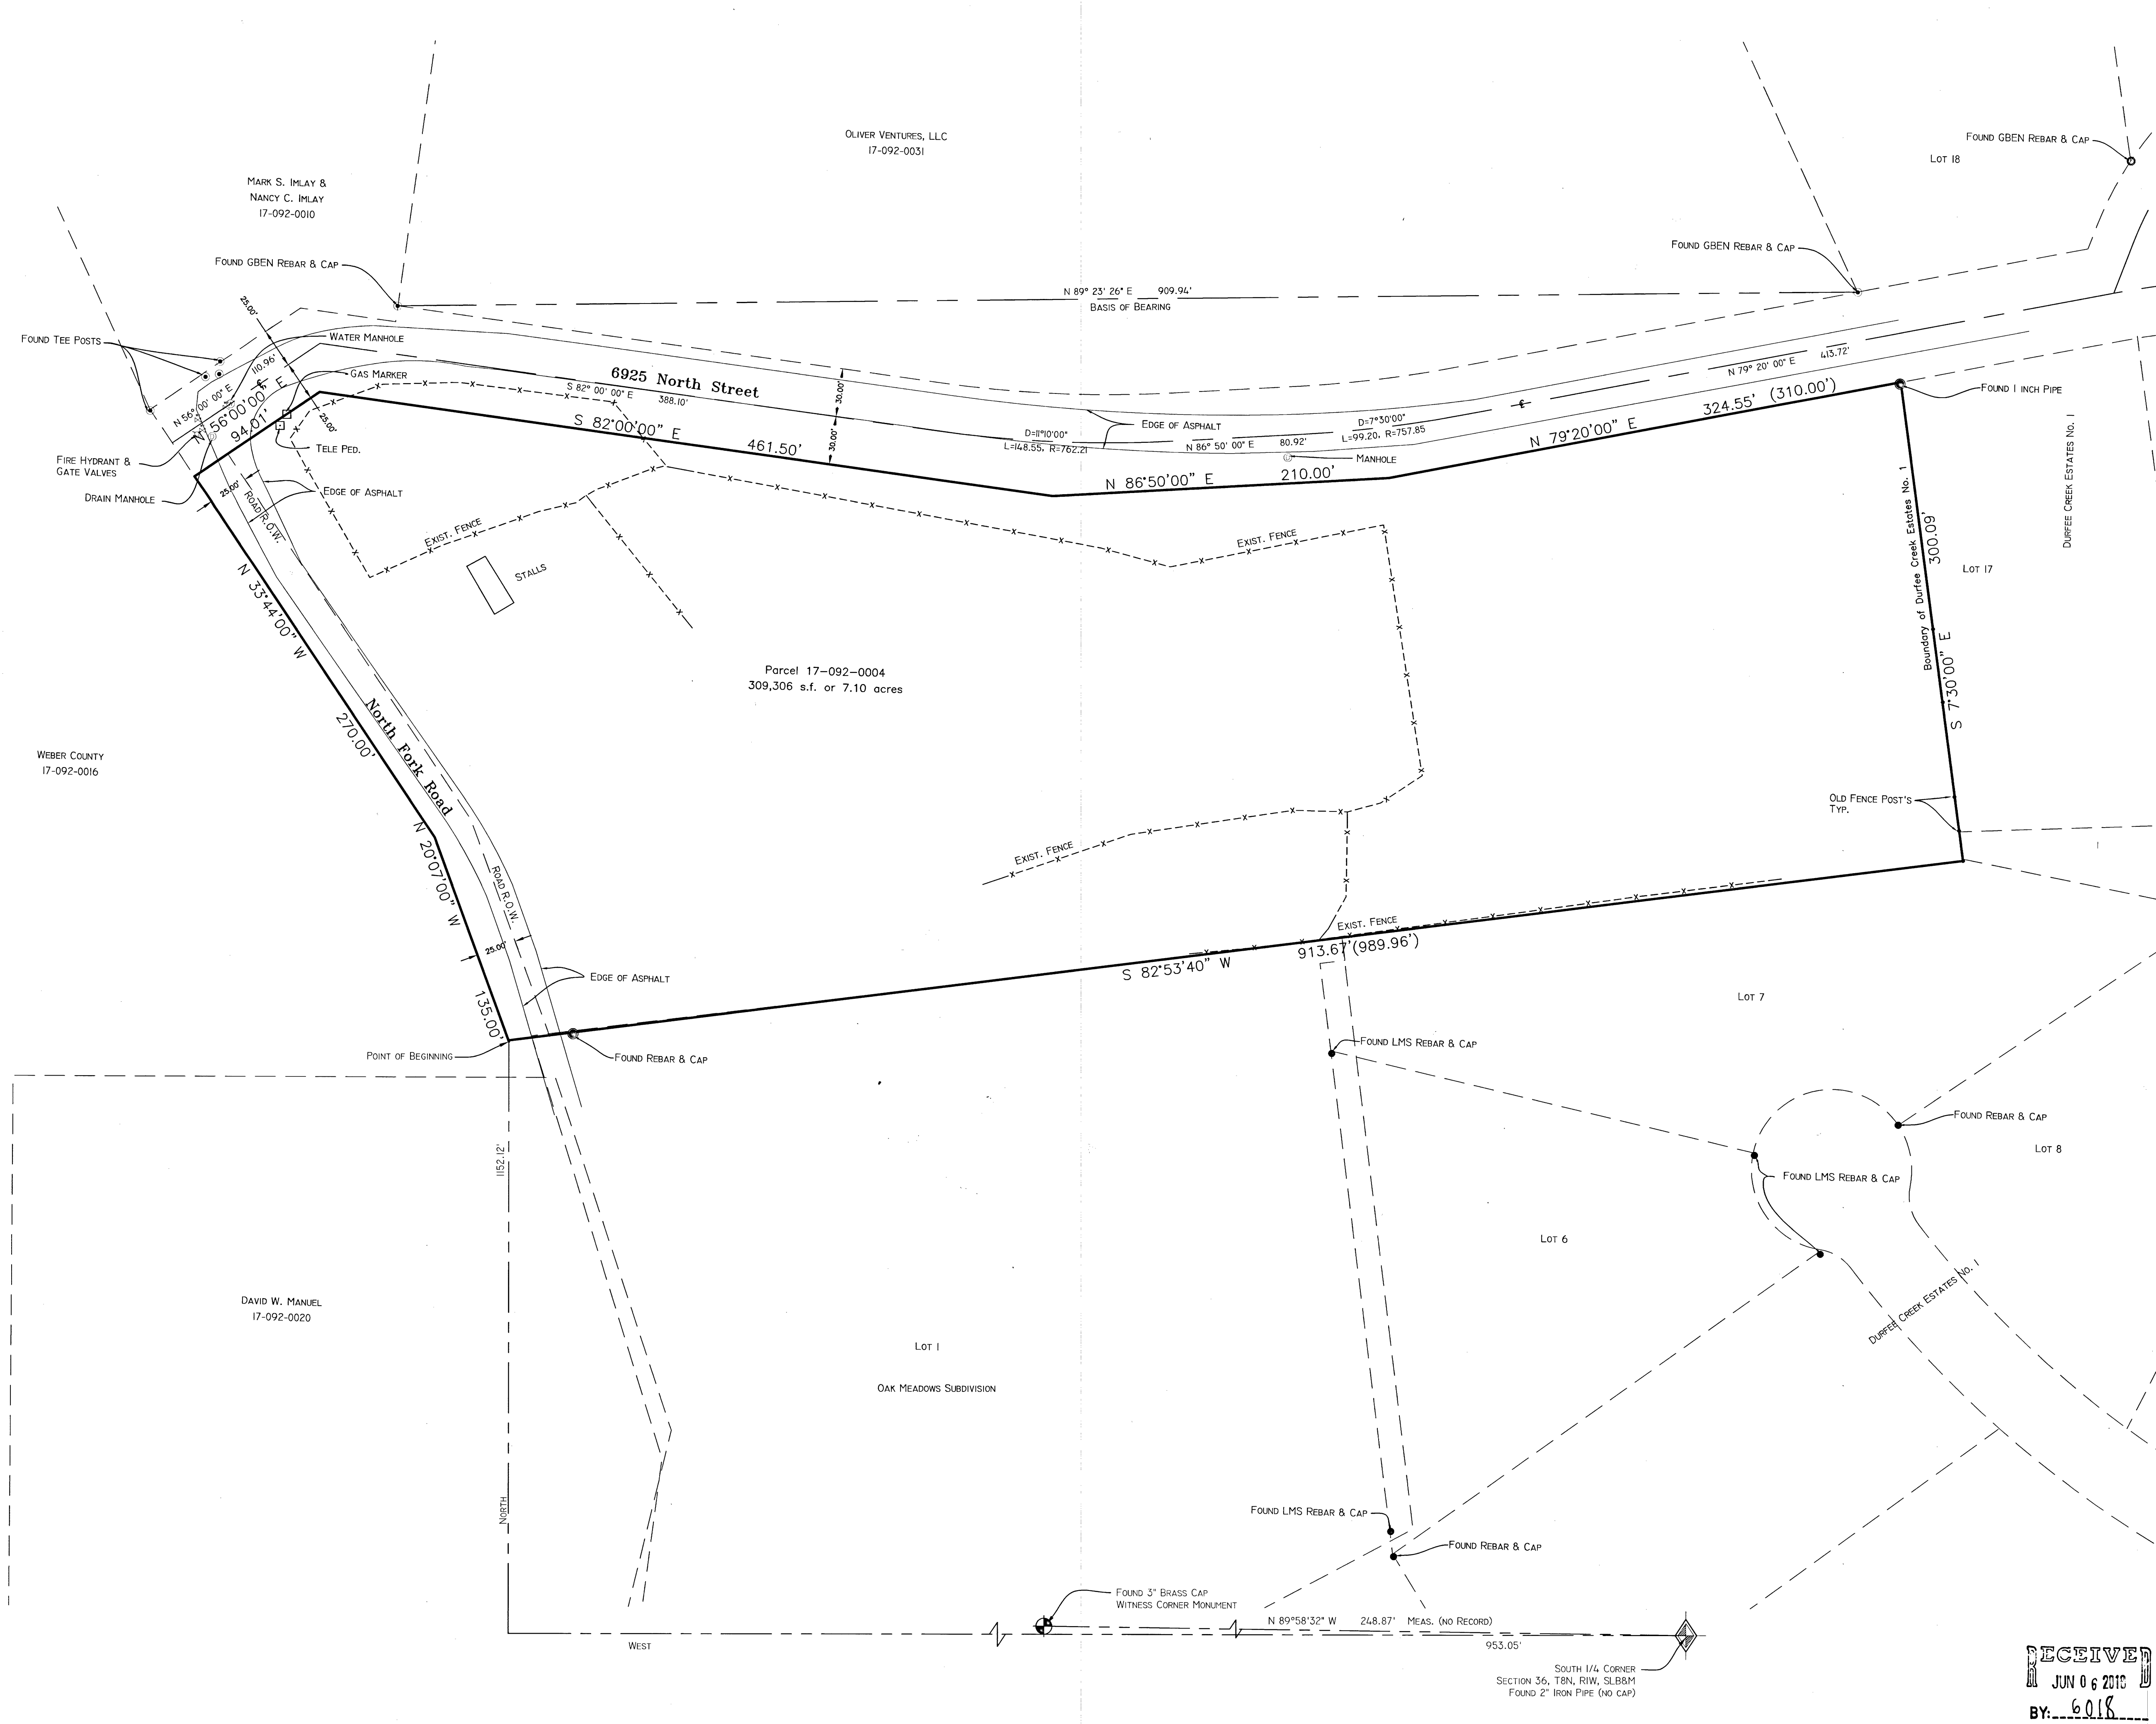 OLIVER VENTURES, LLC
17-092-0031
FOUND GBEN REBAR & CAP
LOT 18
MARK S. IMLAY &
NANCY C. IMLAY
17-092-0010
FOUND GBEN REBAR & CAP
FOUND GBEN REBAR & CAP
N 89° 23' 26" E 909.94'
BASIS OF BEARING
25.00'
FOUND TEE POSTS
WATER MANHOLE
110.96'
N 56° 00' 00" E
GAS MARKER
N 56°00'00" E
94.01'
25.00'
6925 North Street
S 82° 00' 00" E 388.10'
30.00'
30.00'
S 82°00'00" E 461.50'
D=11°10'00"
L=148.55, R=762.21
EDGE OF ASPHALT
N 86° 50' 00" E 80.92'
D=7°30'00"
L=99.20, R=757.85
N 79° 20' 00" E 413.72'
MANHOLE
N 86°50'00" E 210.00'
N 79°20'00" E 324.55' (310.00')
FOUND 1 INCH PIPE
TELE PED.
FIRE HYDRANT &
GATE VALVES
DRAIN MANHOLE
25.00'
EDGE OF ASPHALT
ROAD R.O.W.
EXIST. FENCE
EXIST. FENCE
STALLS
Boundary of Durfee Creek Estates No. 1
300.09'
S 7°30'00" E
LOT 17
DURFEE CREEK ESTATES NO. 1
N 33°44'00" W
270.00'
North Fork Road
Parcel 17-092-0004
309,306 s.f. or 7.10 acres
WEBER COUNTY
17-092-0016
OLD FENCE POST'S
TYP.
N 20°07'00" W
135.00'
ROAD R.O.W.
25.00'
EDGE OF ASPHALT
EXIST. FENCE
EXIST. FENCE
S 82°53'40" W 913.67'(989.96')
POINT OF BEGINNING
FOUND REBAR & CAP
LOT 7
FOUND LMS REBAR & CAP
FOUND REBAR & CAP
LOT 8
FOUND LMS REBAR & CAP
1152.12'
LOT 6
DAVID W. MANUEL
17-092-0020
DURFEE CREEK ESTATES NO. 1
LOT 1
OAK MEADOWS SUBDIVISION
NORTH
FOUND LMS REBAR & CAP
FOUND REBAR & CAP
FOUND 3" BRASS CAP
WITNESS CORNER MONUMENT
N 89°58'32" W 248.87' MEAS. (NO RECORD)
WEST
953.05'
SOUTH 1/4 CORNER
SECTION 36, T8N, R1W, SLB&M
FOUND 2" IRON PIPE (NO CAP)
RECEIVED
JUN 06 2018
BY: 6018